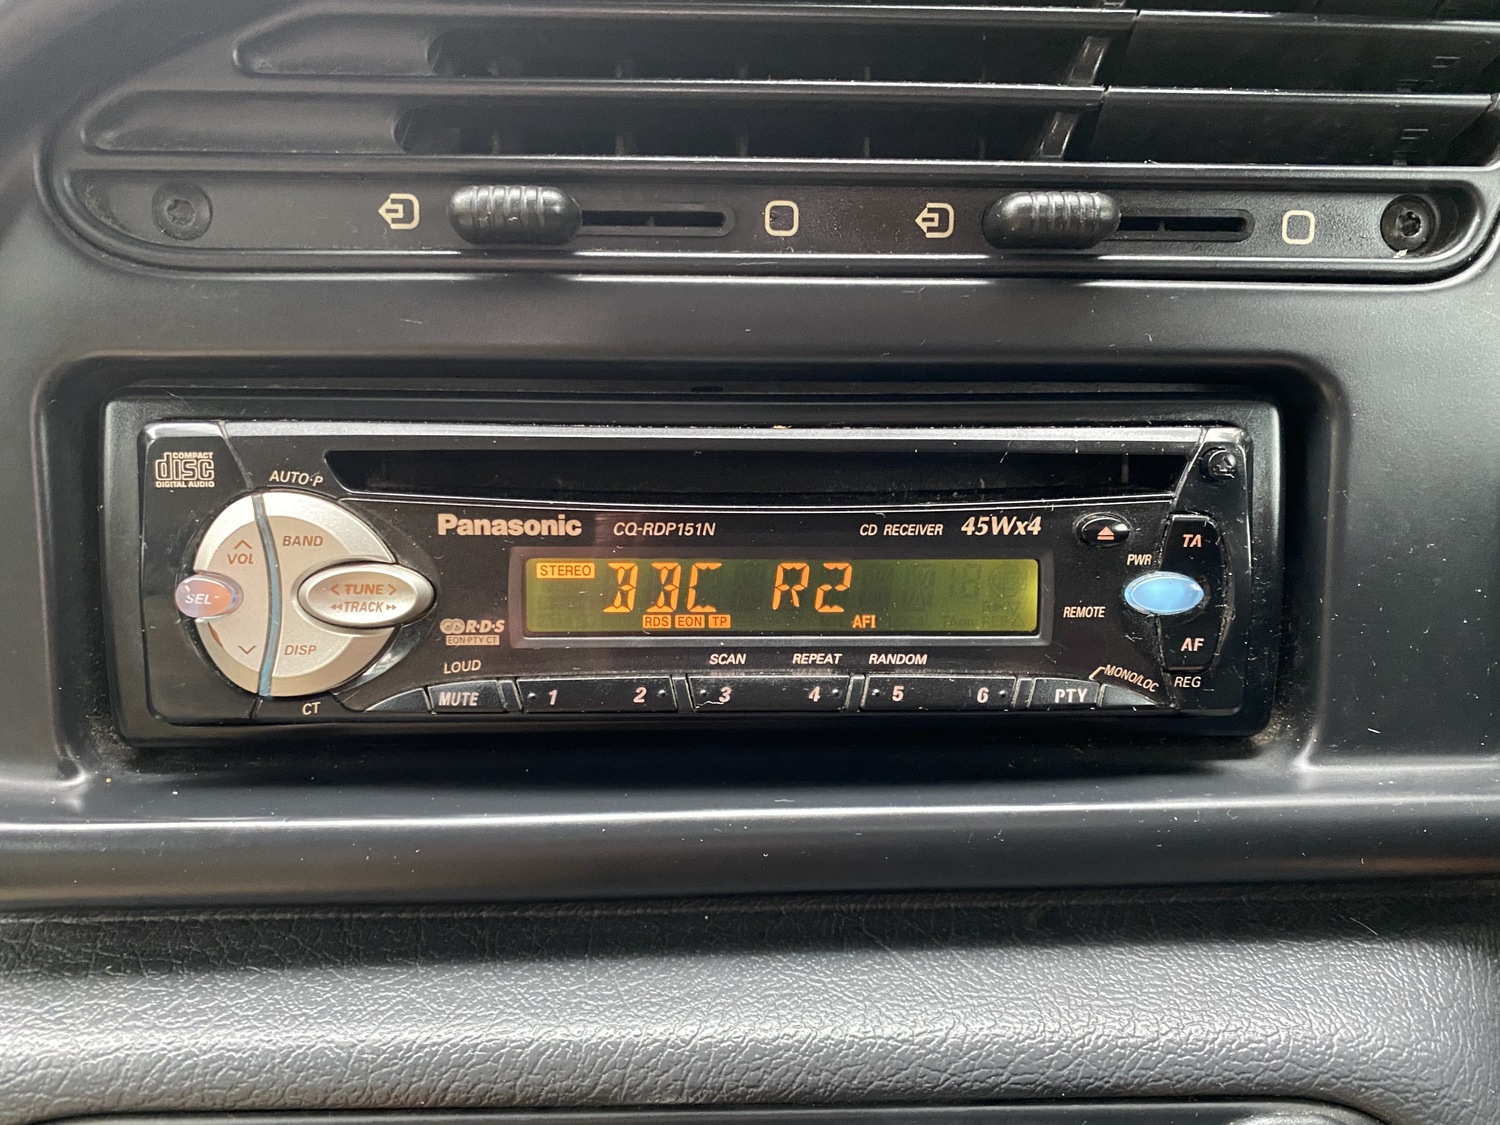 COMPACT
disc
DIGITAL AUDIO
AUTO·P
Panasonic CQ-RDP151N CD RECEIVER 45Wx4
VOL BAND TA
PWR
STEREO BBC R2
SEL < TUNE >
TRACK
REMOTE
RDS EON TP AFI
R·D·S
EON·PTY·CT
DISP AF
LOUD SCAN REPEAT RANDOM MONO/LOC REG
MUTE 1 2 3 4 5 6 PTY
CT